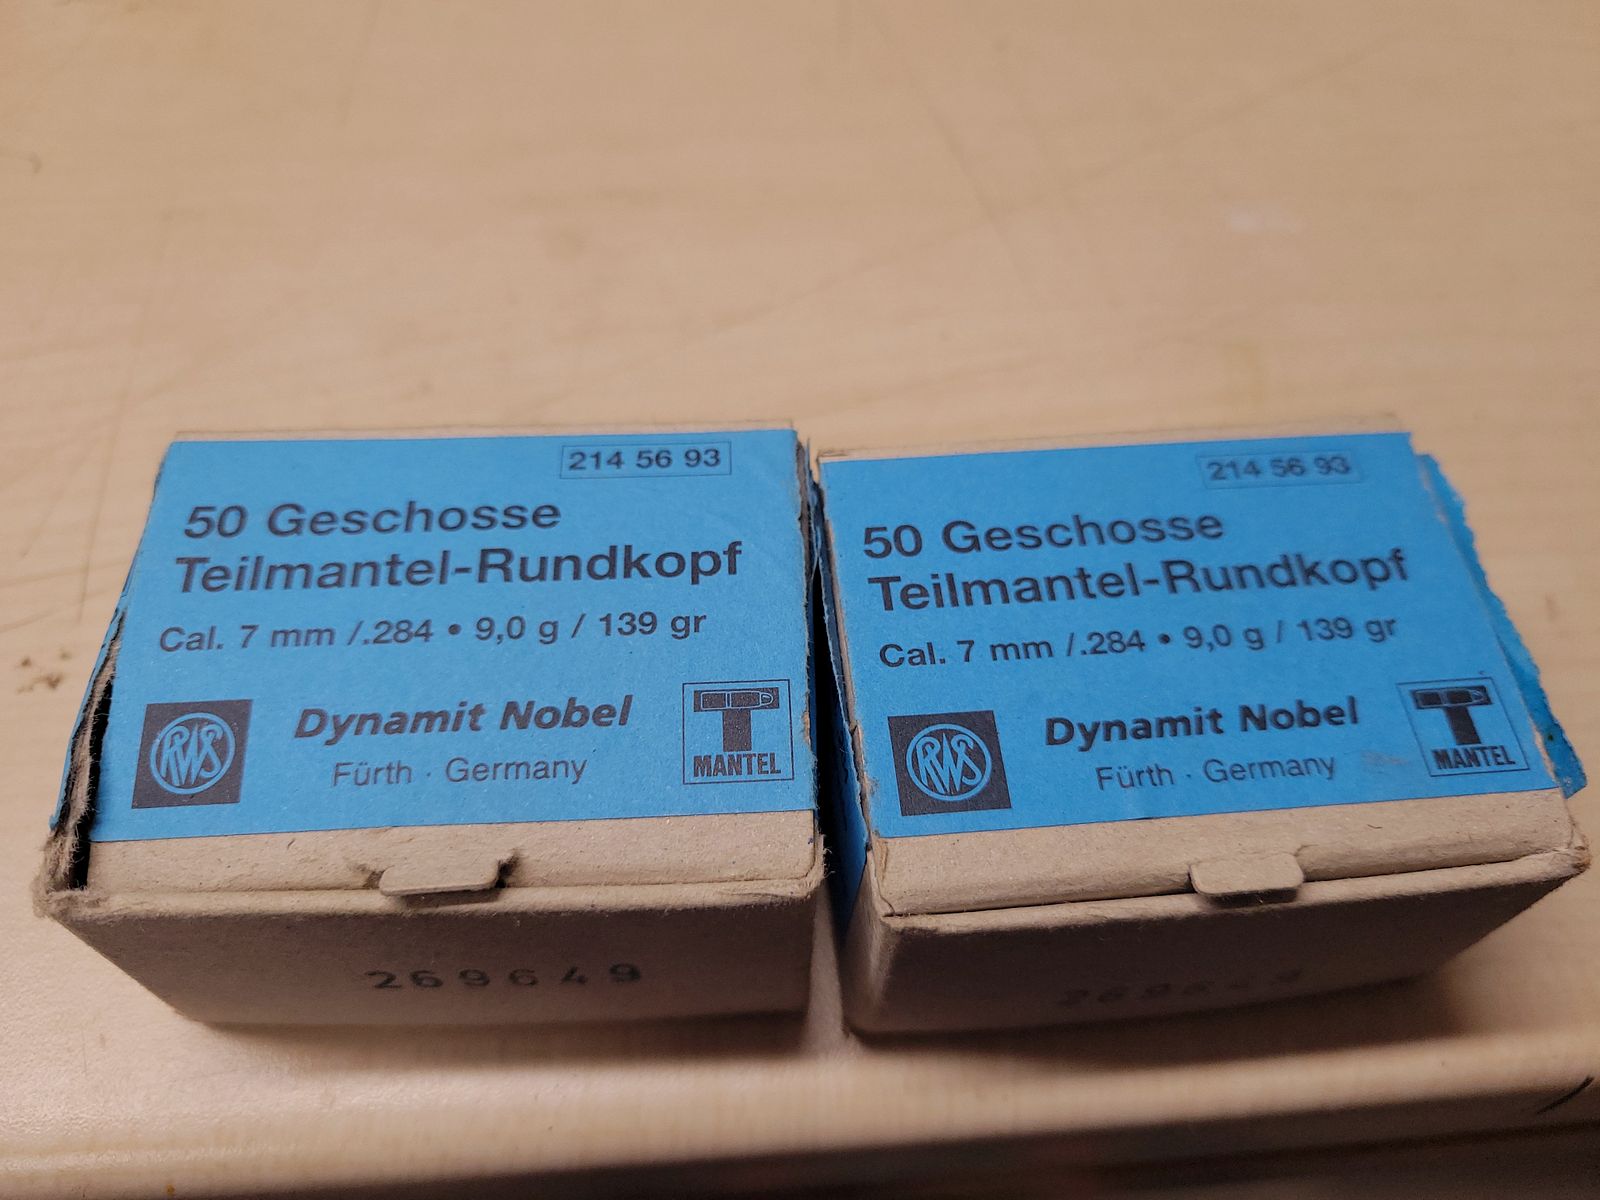 214 56 93
50 Geschosse
Teilmantel-Rundkopf
Cal. 7 mm /.284 • 9,0 g / 139 gr
RWS
Dynamit Nobel
Fürth · Germany
T
MANTEL
269649
214 56 93
50 Geschosse
Teilmantel-Rundkopf
Cal. 7 mm /.284 • 9,0 g / 139 gr
RWS
Dynamit Nobel
Fürth · Germany
T
MANTEL